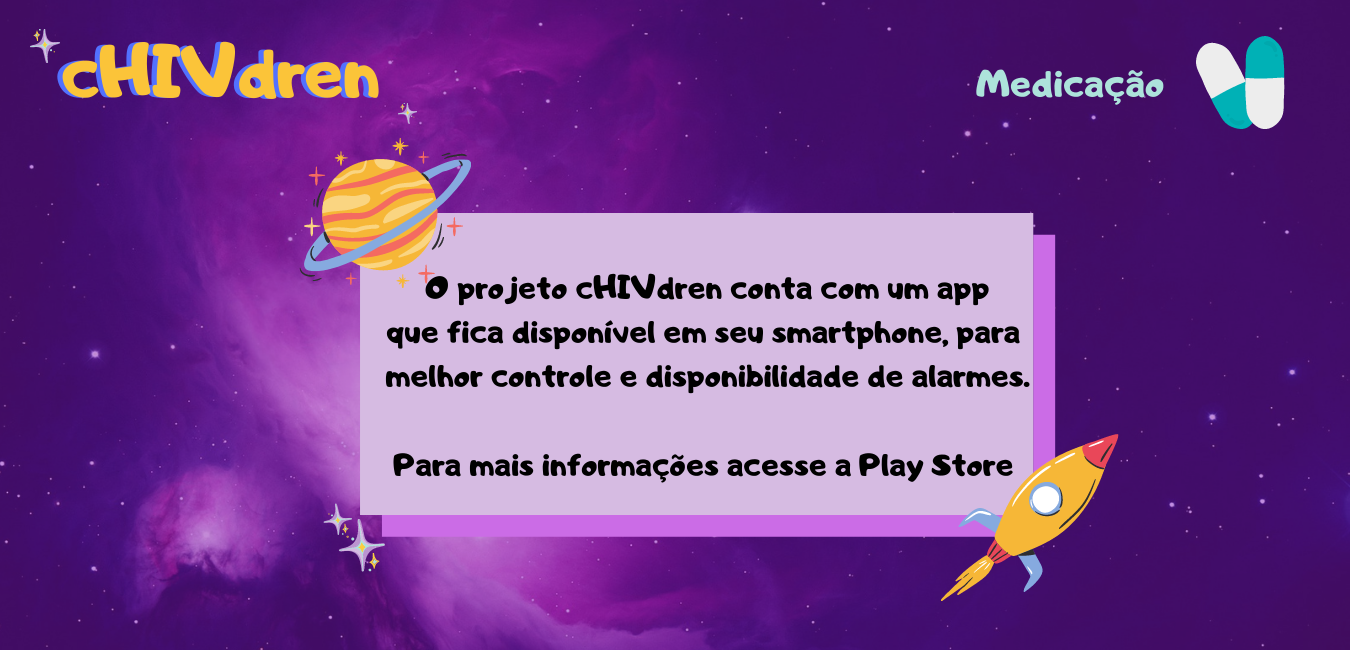 cHIVdren
Medicação
O projeto cHIVdren conta com um app
que fica disponível em seu smartphone, para
melhor controle e disponibilidade de alarmes.
Para mais informações acesse a Play Store